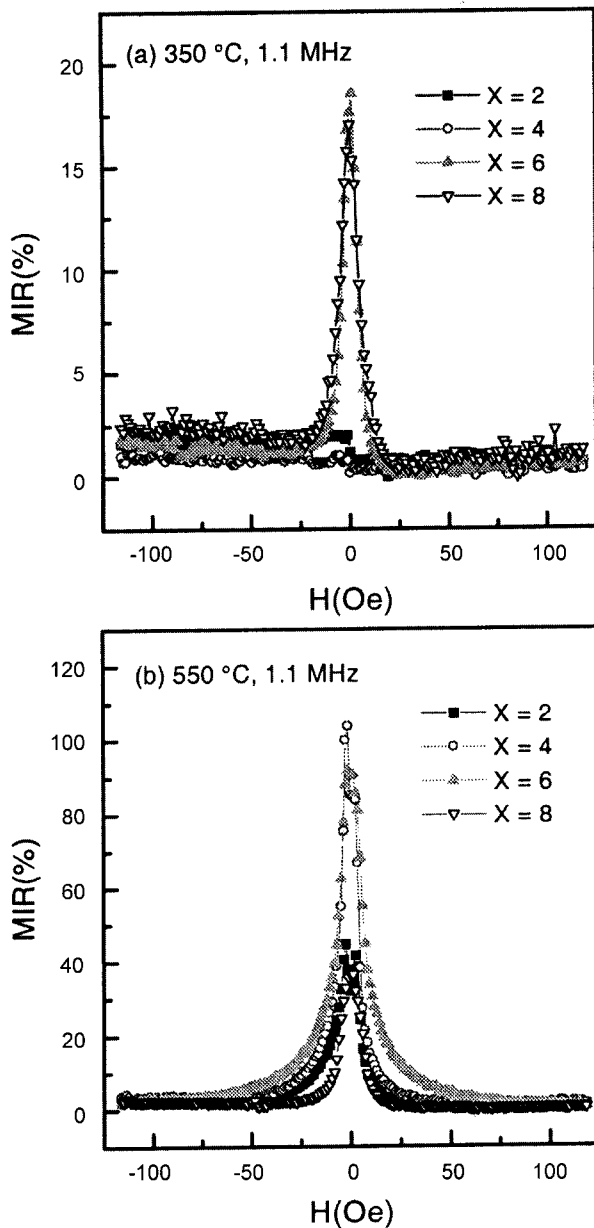 (a) 350 °C, 1.1 MHz
X = 2
X = 4
X = 6
X = 8
20
15
10
5
0
MIR(%)
-100
-50
0
50
100
H(Oe)
(b) 550 °C, 1.1 MHz
X = 2
X = 4
X = 6
X = 8
120
100
80
60
40
20
0
MIR(%)
-100
-50
0
50
100
H(Oe)